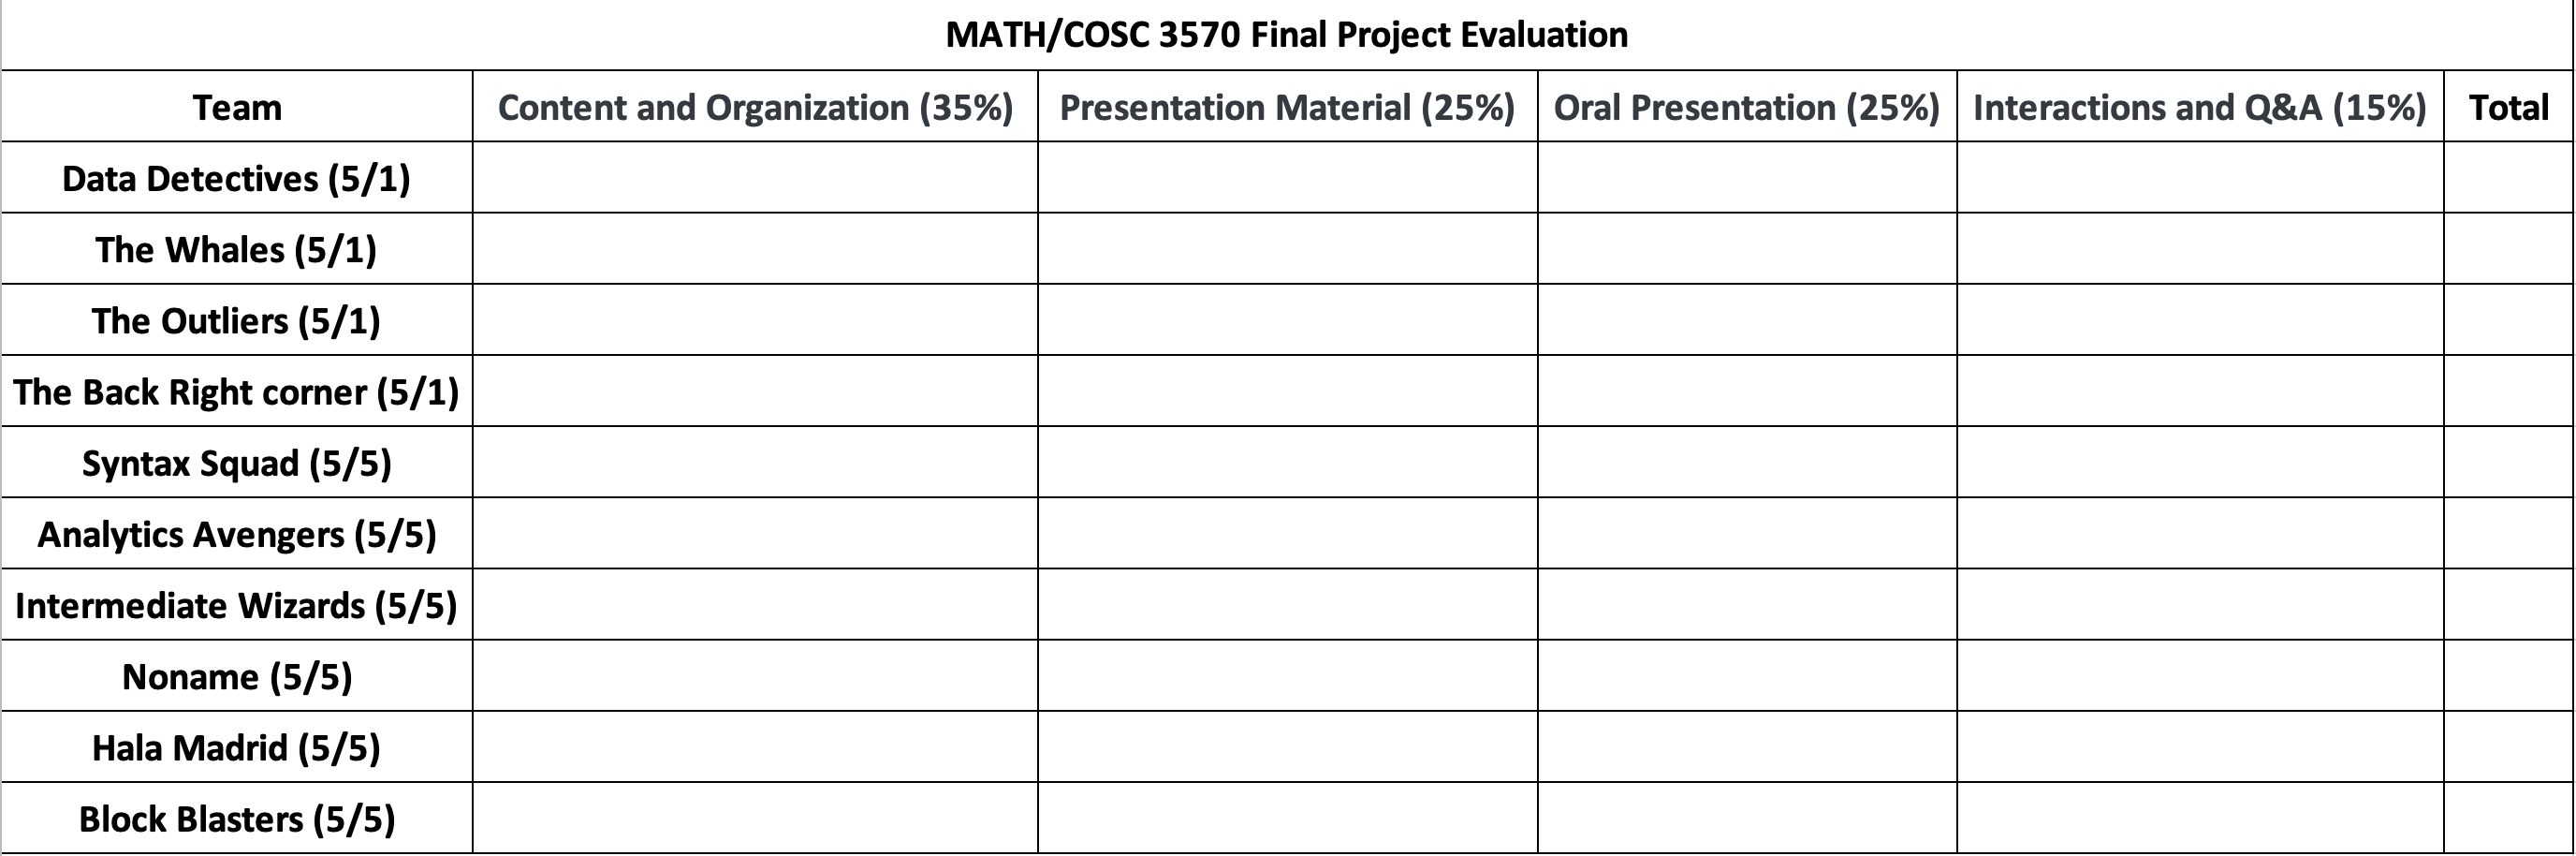 MATH/COSC 3570 Final Project Evaluation
Team Content and Organization (35%) Presentation Material (25%) Oral Presentation (25%) Interactions and Q&A (15%) Total
Data Detectives (5/1)
The Whales (5/1)
The Outliers (5/1)
The Back Right corner (5/1)
Syntax Squad (5/5)
Analytics Avengers (5/5)
Intermediate Wizards (5/5)
Noname (5/5)
Hala Madrid (5/5)
Block Blasters (5/5)